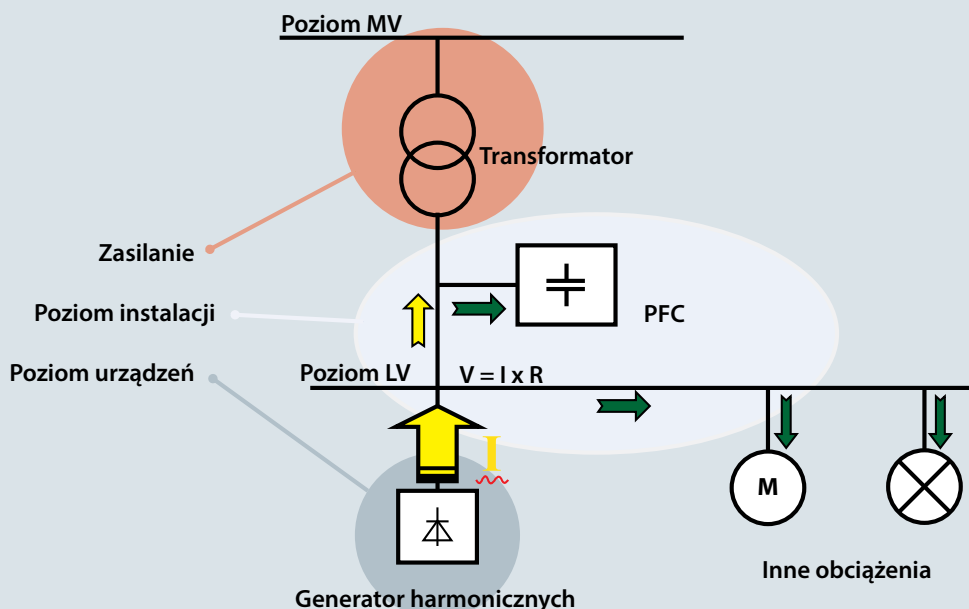 Poziom MV
Transformator
Zasilanie
Poziom instalacji
PFC
Poziom urządzeń
Poziom LV
V = I x R
I
M
Inne obciążenia
Generator harmonicznych